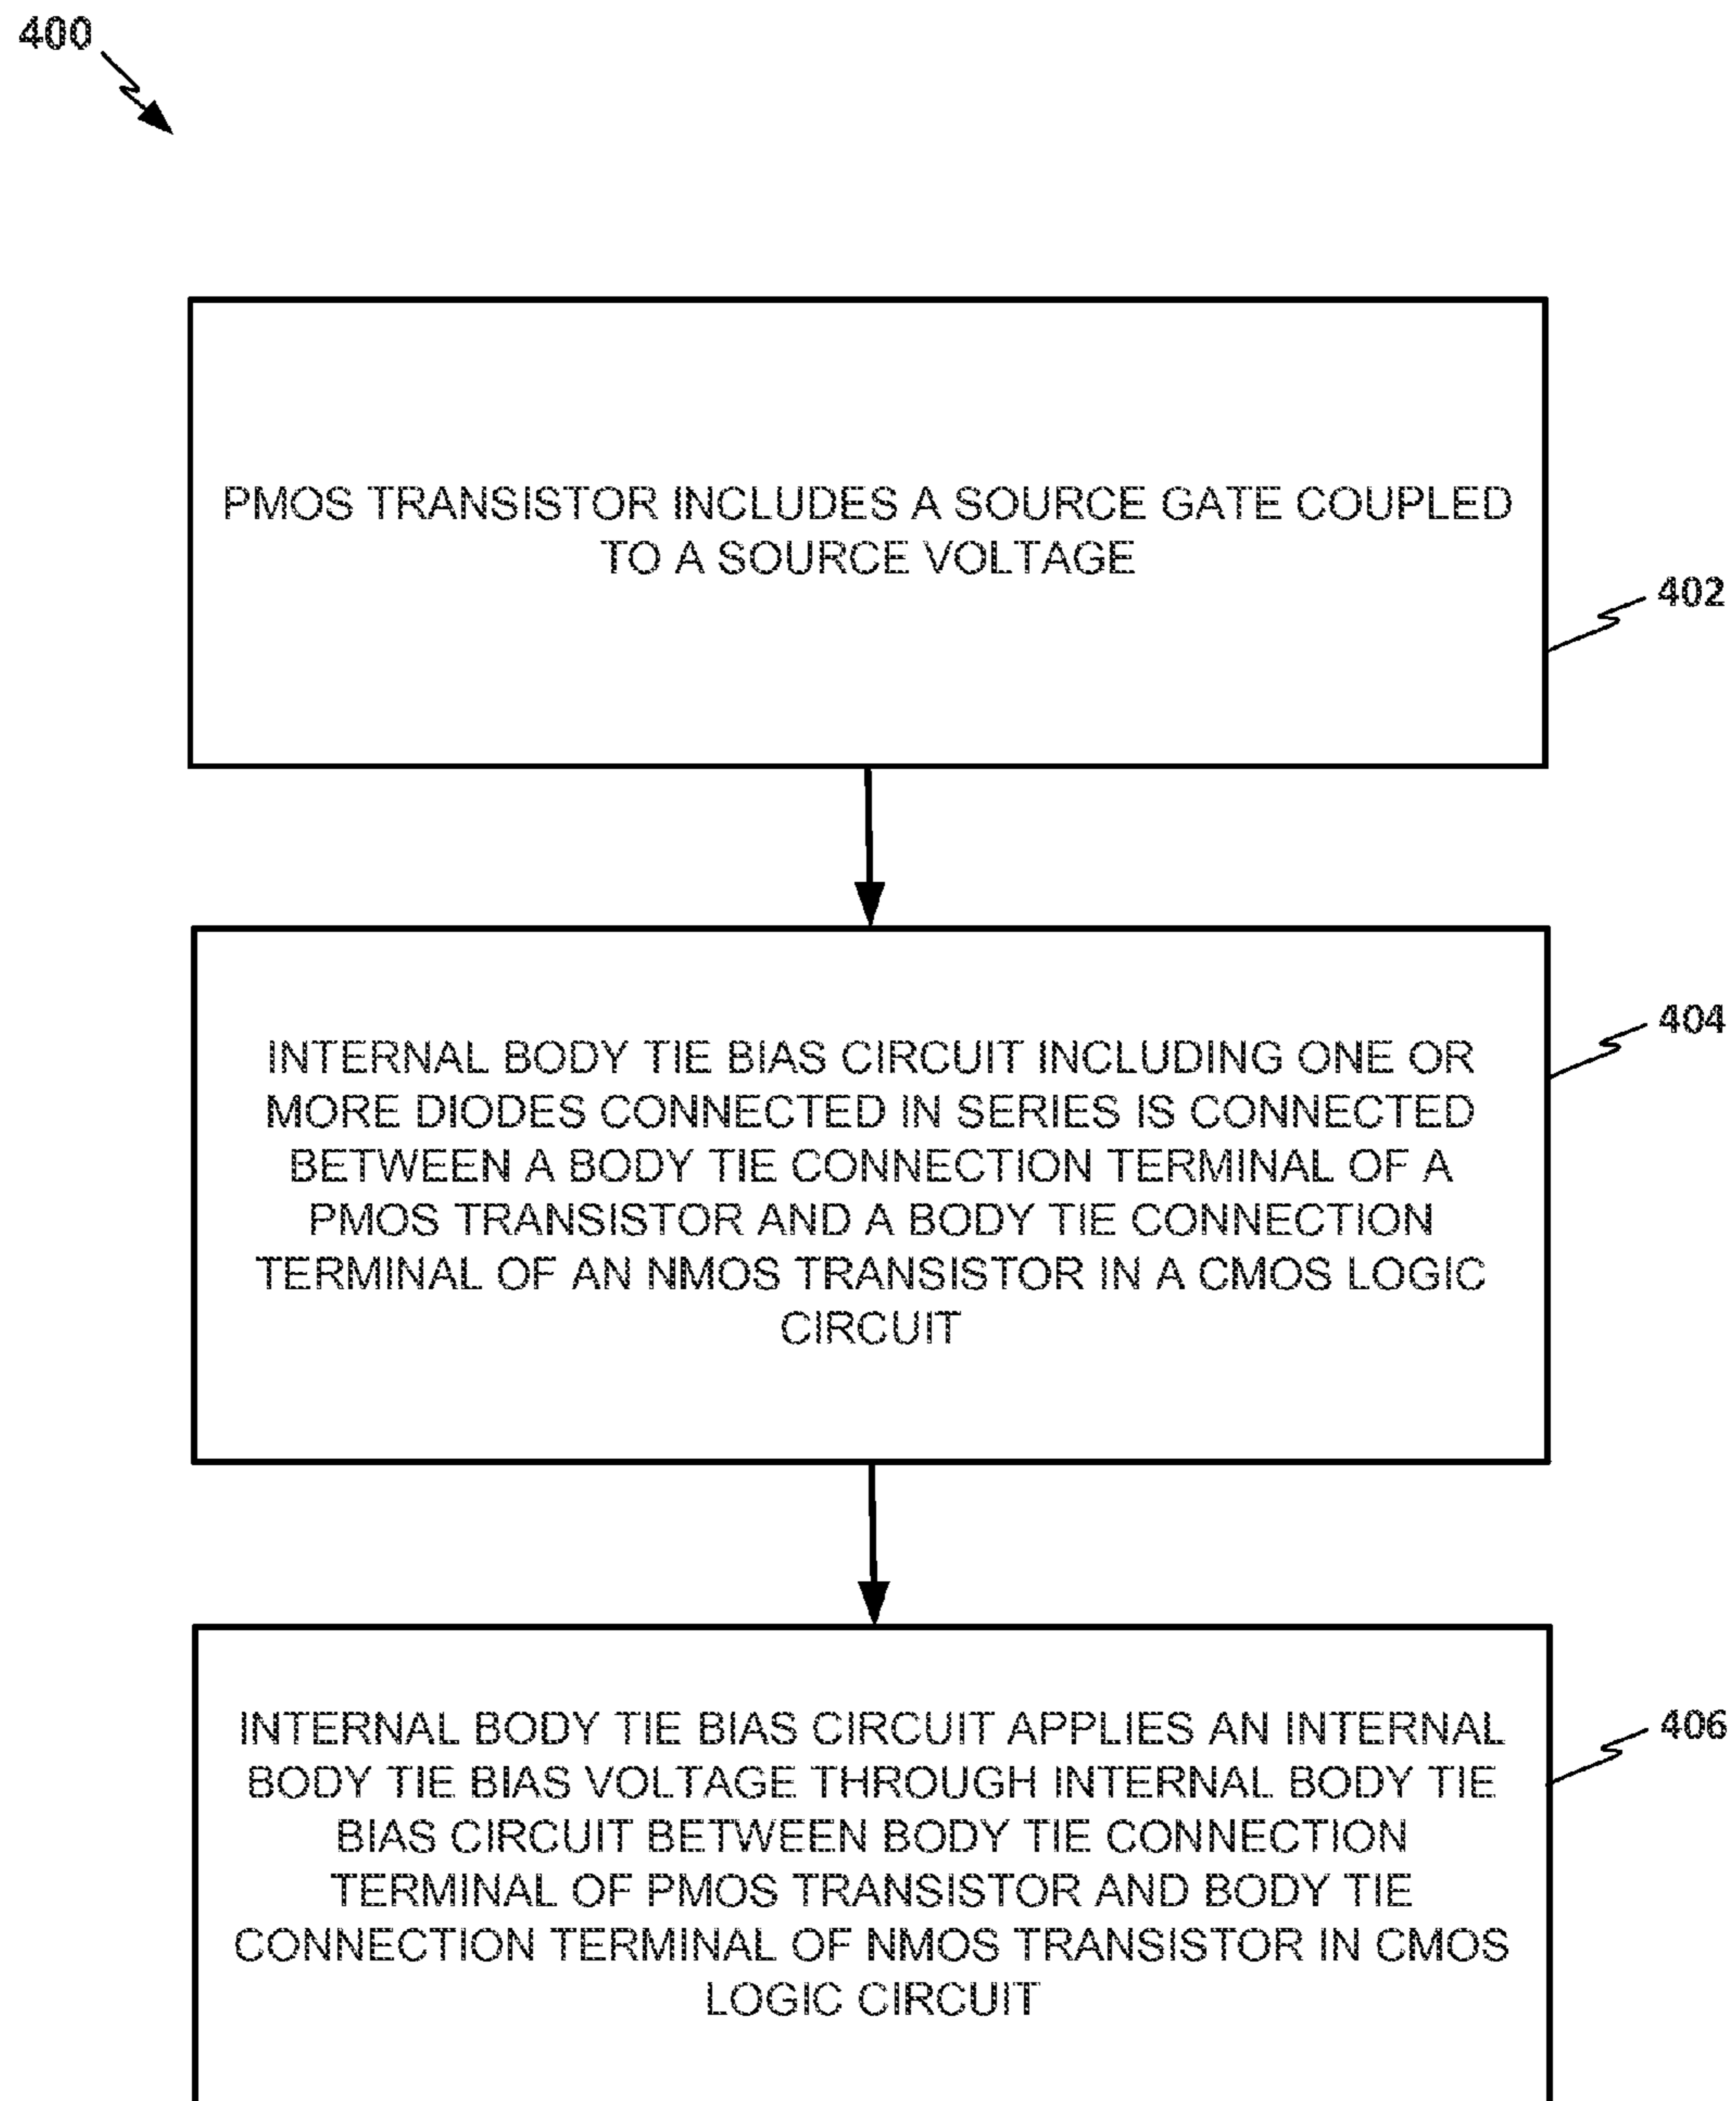 400
PMOS TRANSISTOR INCLUDES A SOURCE GATE COUPLED
TO A SOURCE VOLTAGE
402
INTERNAL BODY TIE BIAS CIRCUIT INCLUDING ONE OR
MORE DIODES CONNECTED IN SERIES IS CONNECTED
BETWEEN A BODY TIE CONNECTION TERMINAL OF A
PMOS TRANSISTOR AND A BODY TIE CONNECTION
TERMINAL OF AN NMOS TRANSISTOR IN A CMOS LOGIC
CIRCUIT
404
INTERNAL BODY TIE BIAS CIRCUIT APPLIES AN INTERNAL
BODY TIE BIAS VOLTAGE THROUGH INTERNAL BODY TIE
BIAS CIRCUIT BETWEEN BODY TIE CONNECTION
TERMINAL OF PMOS TRANSISTOR AND BODY TIE
CONNECTION TERMINAL OF NMOS TRANSISTOR IN CMOS
LOGIC CIRCUIT
406